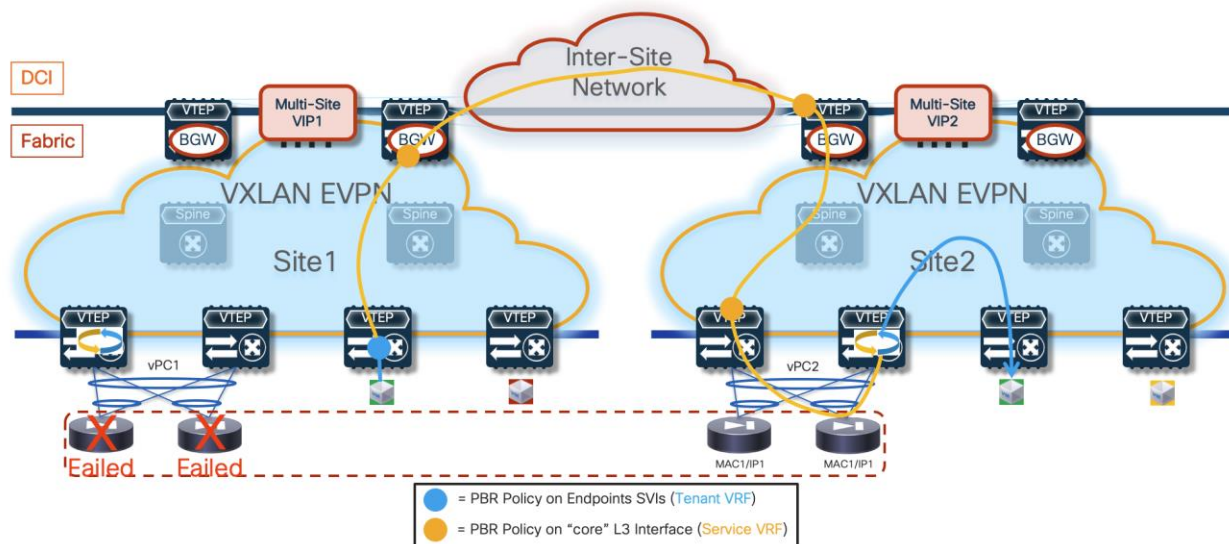 DCI
Fabric
Inter-Site
Network
VTEP
BGW
Multi-Site
VIP1
VTEP
BGW
VTEP
BGW
Multi-Site
VIP2
VTEP
BGW
VXLAN EVPN
Spine
Spine
Site1
VXLAN EVPN
Spine
Spine
Site2
VTEP
VTEP
VTEP
VTEP
VTEP
VTEP
VTEP
VTEP
vPC1
vPC2
Eailed
Eailed
MAC1/IP1
MAC1/IP1
= PBR Policy on Endpoints SVIs (Tenant VRF)
= PBR Policy on “core” L3 Interface (Service VRF)